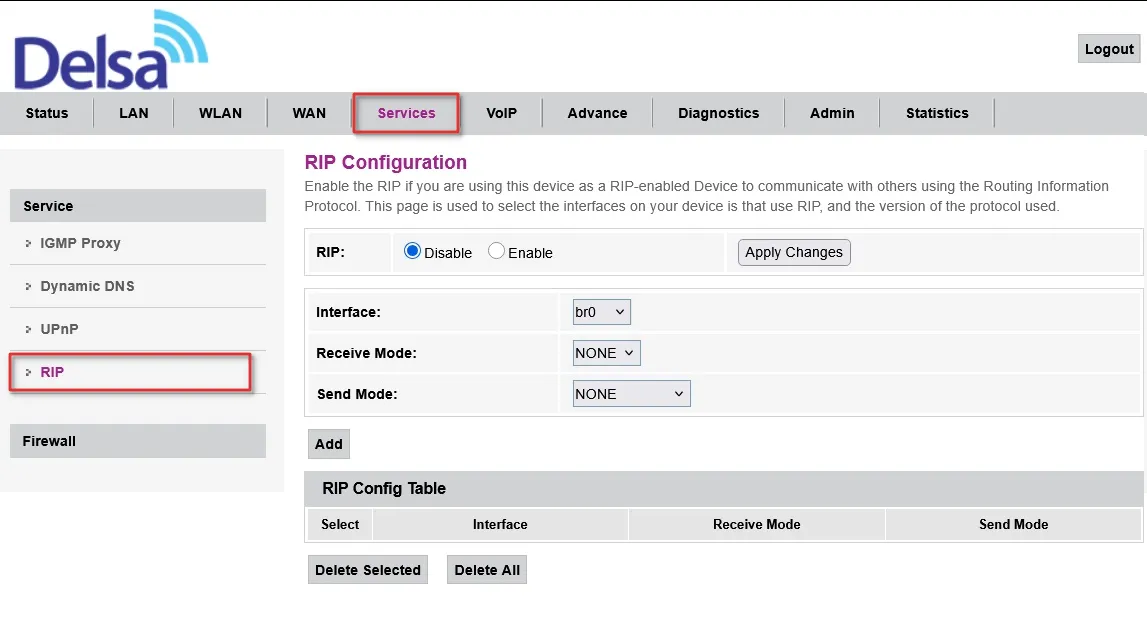 Delsa
Logout
Status LAN WLAN WAN Services VoIP Advance Diagnostics Admin Statistics
Service
IGMP Proxy
Dynamic DNS
UPnP
RIP
Firewall
RIP Configuration
Enable the RIP if you are using this device as a RIP-enabled Device to communicate with others using the Routing Information
Protocol. This page is used to select the interfaces on your device is that use RIP, and the version of the protocol used.
RIP: Disable Enable Apply Changes
Interface: br0
Receive Mode: NONE
Send Mode: NONE
Add
RIP Config Table
Select Interface Receive Mode Send Mode
Delete Selected Delete All